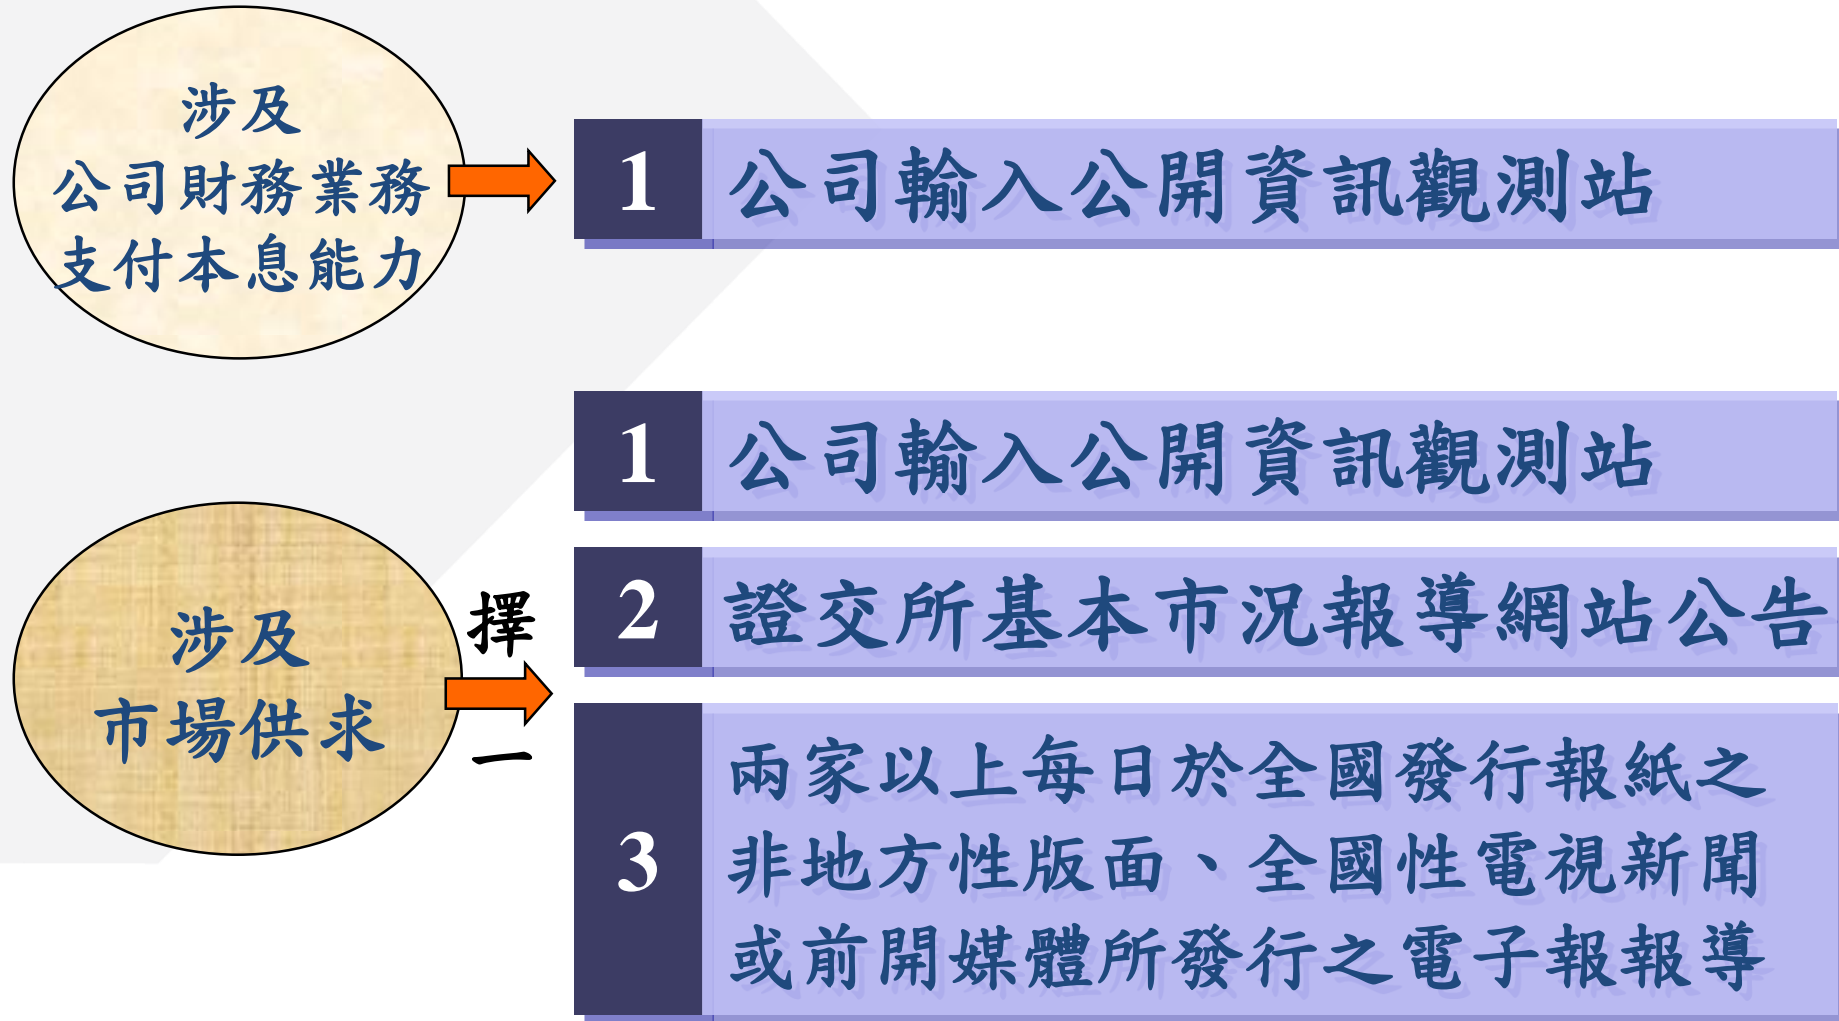 涉及
公司財務業務
支付本息能力
1 公司輸入公開資訊觀測站
涉及
市場供求
擇
一
1 公司輸入公開資訊觀測站
2 證交所基本市況報導網站公告
3
兩家以上每日於全國發行報紙之
非地方性版面、全國性電視新聞
或前開媒體所發行之電子報報導